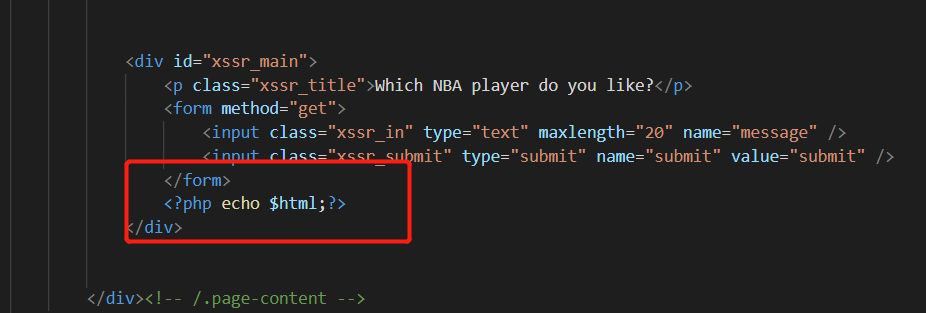 <div id="xssr_main">
<p class="xssr_title">Which NBA player do you like?</p>
<form method="get">
<input class="xssr_in" type="text" maxlength="20" name="message" />
<input class="xssr_submit" type="submit" name="submit" value="submit" />
</form>
<?php echo $html;?>
</div>
</div><!-- /.page-content -->